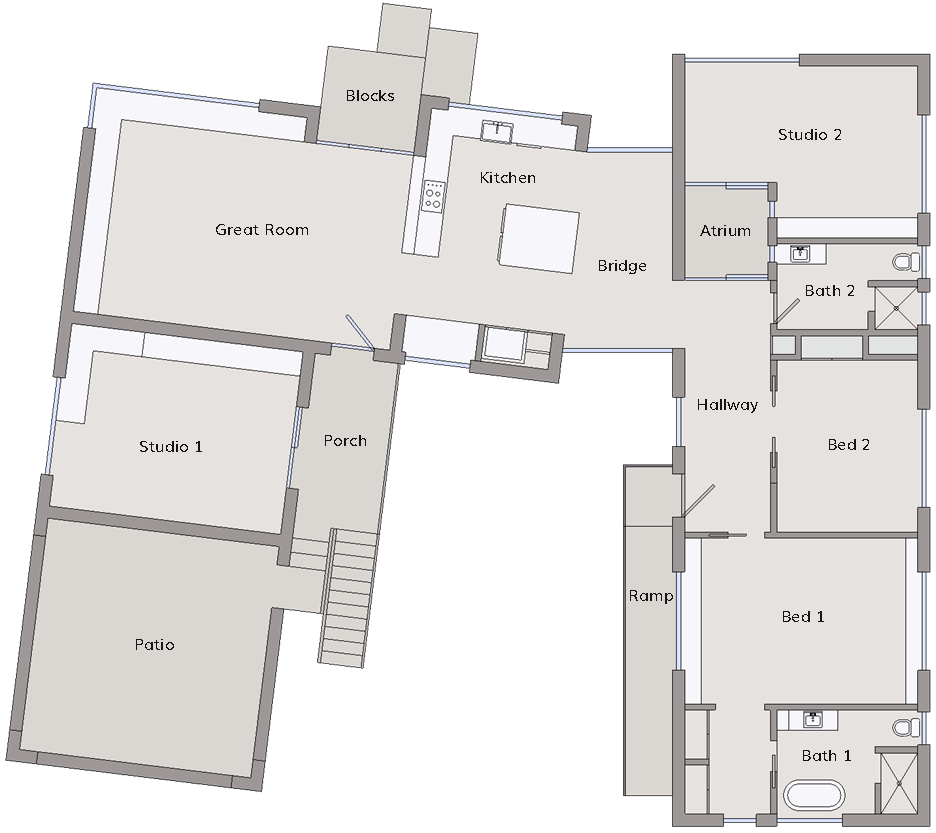 Blocks
Studio 2
Kitchen
Great Room
Atrium
Bridge
Bath 2
Hallway
Porch
Studio 1
Bed 2
Ramp
Bed 1
Patio
Bath 1